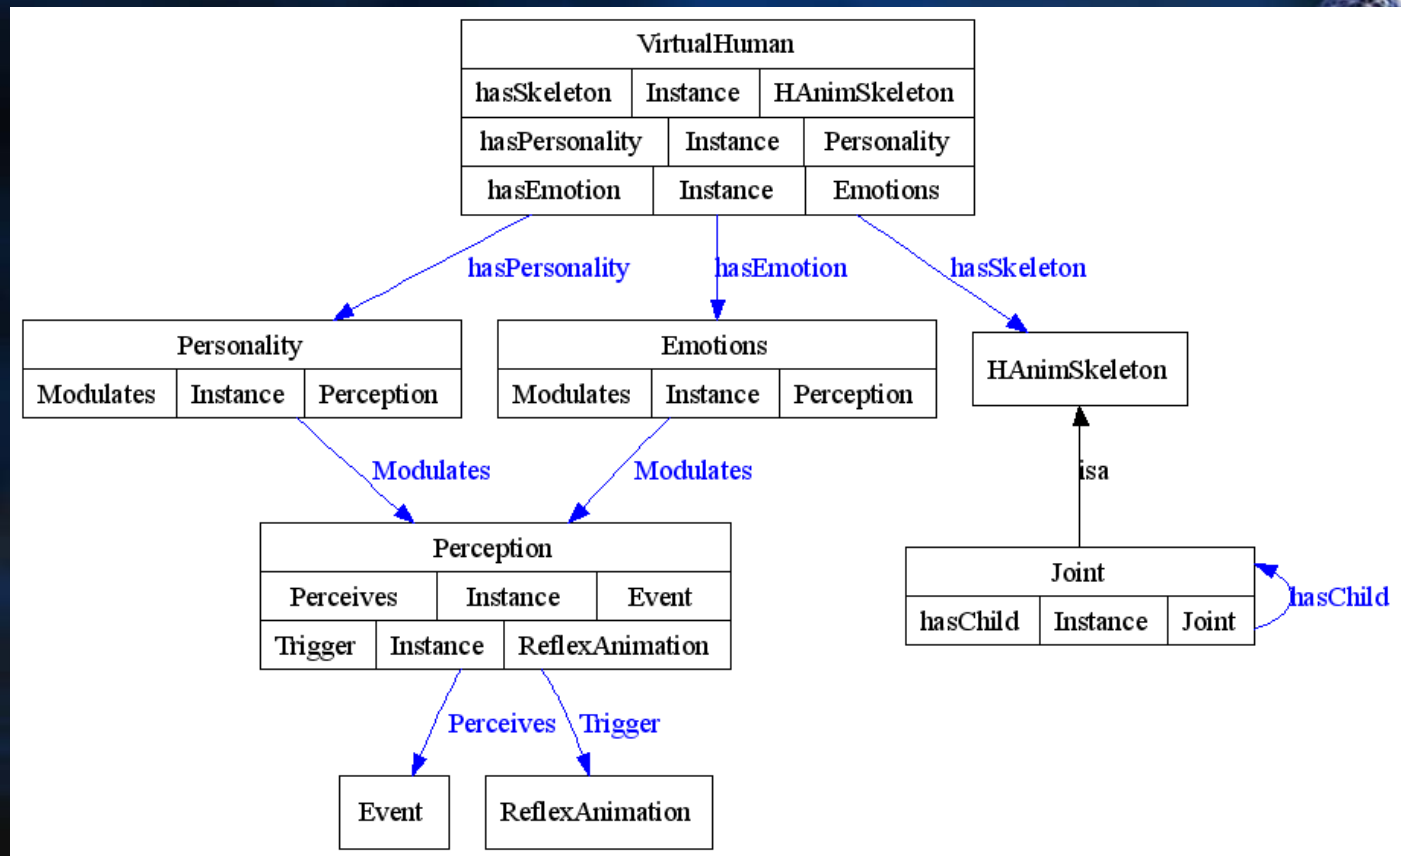 VirtualHuman
hasSkeleton Instance HAnimSkeleton
hasPersonality Instance Personality
hasEmotion Instance Emotions
hasPersonality hasEmotion hasSkeleton
Personality
Modulates Instance Perception
Emotions
Modulates Instance Perception
HAnimSkeleton
Modulates Modulates isa
Perception
Perceives Instance Event
Trigger Instance ReflexAnimation
Joint
hasChild Instance Joint
hasChild
Perceives Trigger
Event
ReflexAnimation